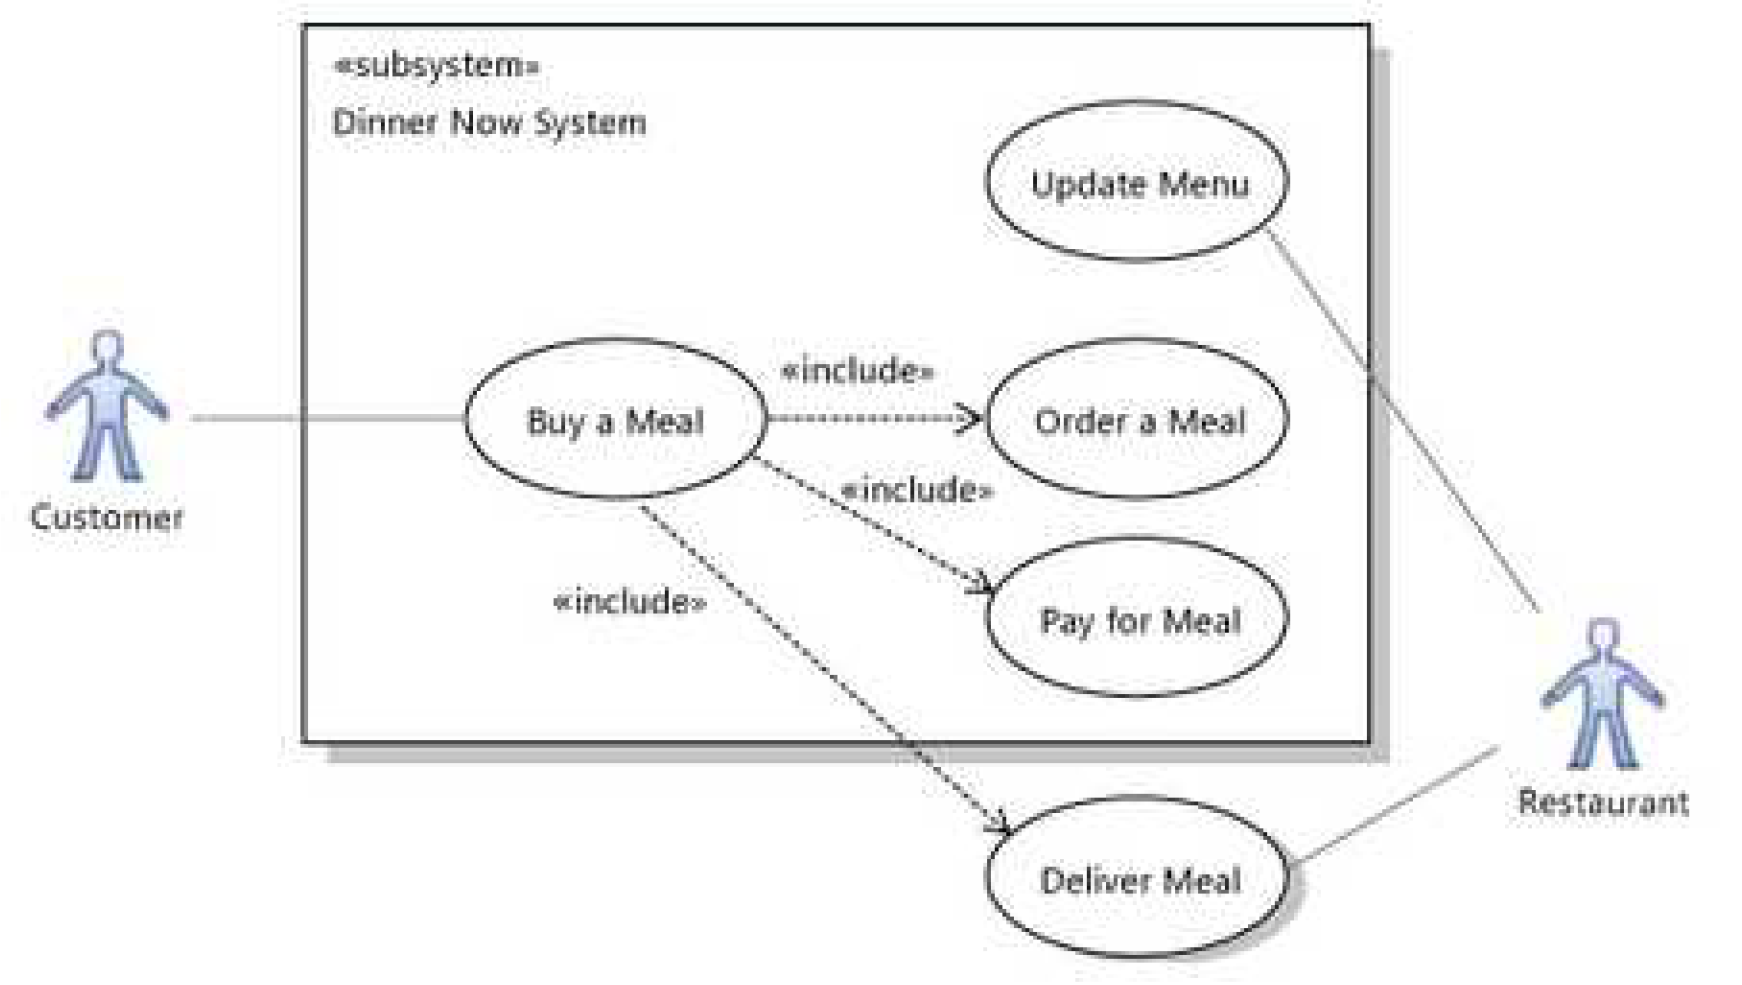 «subsystem»
Dinner Now System
Update Menu
«include»
Buy a Meal
Order a Meal
«include»
Customer
«include»
Pay for Meal
Restaurant
Deliver Meal